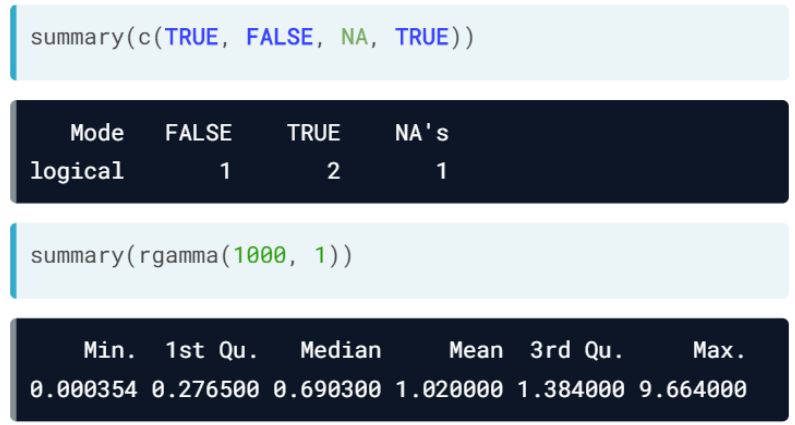 summary(c(TRUE, FALSE, NA, TRUE))
Mode FALSE TRUE NA's
logical 1 2 1
summary(rgamma(1000, 1))
Min. 1st Qu. Median Mean 3rd Qu. Max.
0.000354 0.276500 0.690300 1.020000 1.384000 9.664000